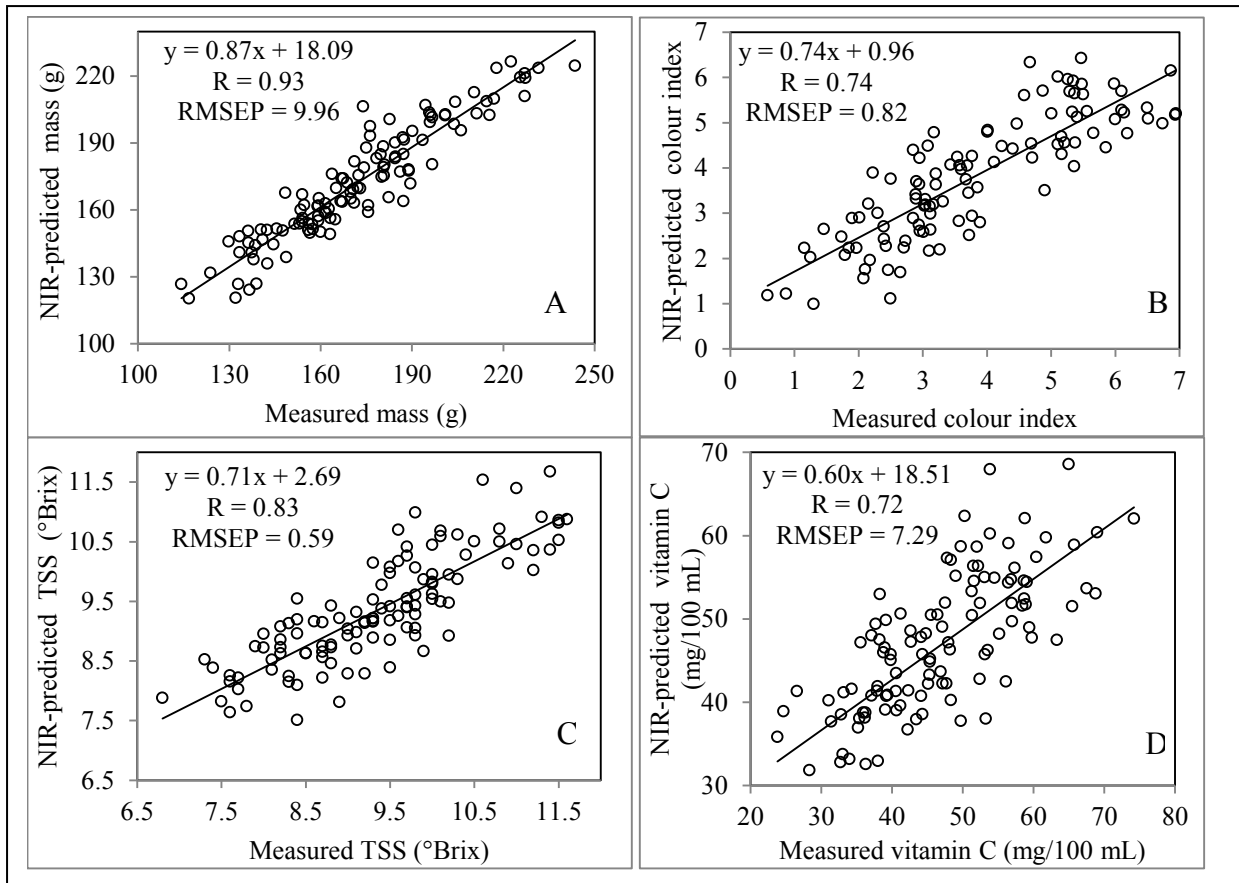 y = 0.87x + 18.09
R = 0.93
RMSEP = 9.96
NIR-predicted mass (g)
220
190
160
130
100
A
100 130 160 190 220 250
Measured mass (g)
y = 0.74x + 0.96
R = 0.74
RMSEP = 0.82
NIR-predicted colour index
7
6
5
4
3
2
1
0
B
0 1 2 3 4 5 6 7
Measured colour index
y = 0.71x + 2.69
R = 0.83
RMSEP = 0.59
NIR-predicted TSS (°Brix)
11.5
10.5
9.5
8.5
7.5
6.5
C
6.5 7.5 8.5 9.5 10.5 11.5
Measured TSS (°Brix)
y = 0.60x + 18.51
R = 0.72
RMSEP = 7.29
NIR-predicted vitamin C
(mg/100 mL)
70
60
50
40
30
D
20 30 40 50 60 70 80
Measured vitamin C (mg/100 mL)